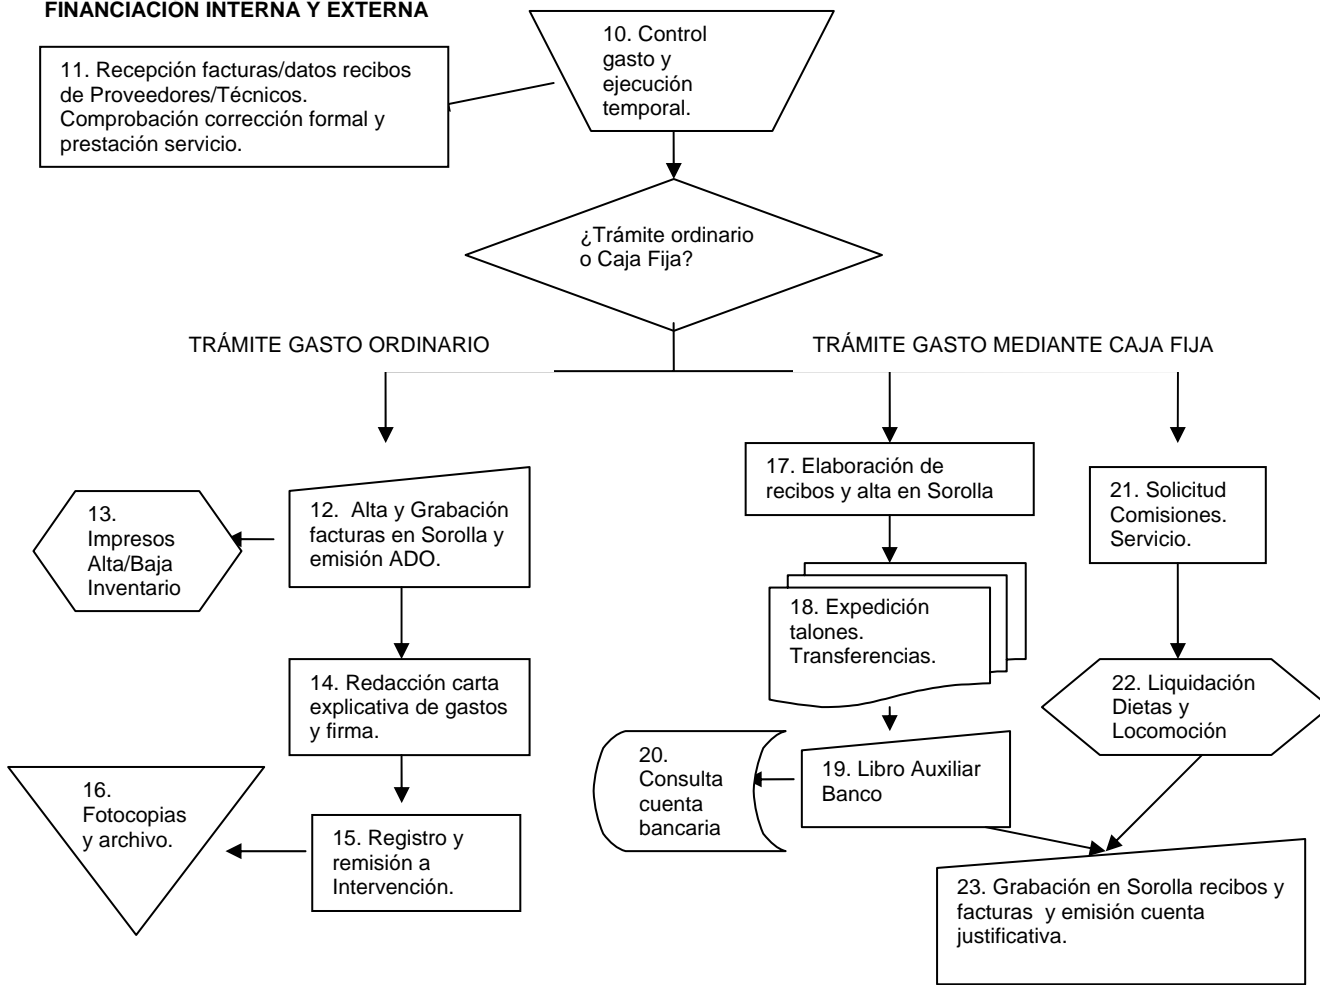 FINANCIACIÓN INTERNA Y EXTERNA
10. Control
gasto y
ejecución
temporal.
11. Recepción facturas/datos recibos
de Proveedores/Técnicos.
Comprobación corrección formal y
prestación servicio.
¿Trámite ordinario
o Caja Fija?
TRÁMITE GASTO ORDINARIO
TRÁMITE GASTO MEDIANTE CAJA FIJA
13.
Impresos
Alta/Baja
Inventario
12. Alta y Grabación
facturas en Sorolla y
emisión ADO.
17. Elaboración de
recibos y alta en Sorolla
21. Solicitud
Comisiones.
Servicio.
18. Expedición
talones.
Transferencias.
14. Redacción carta
explicativa de gastos
y firma.
22. Liquidación
Dietas y
Locomoción
16.
Fotocopias
y archivo.
15. Registro y
remisión a
Intervención.
20.
Consulta
cuenta
bancaria
19. Libro Auxiliar
Banco
23. Grabación en Sorolla recibos y
facturas y emisión cuenta
justificativa.